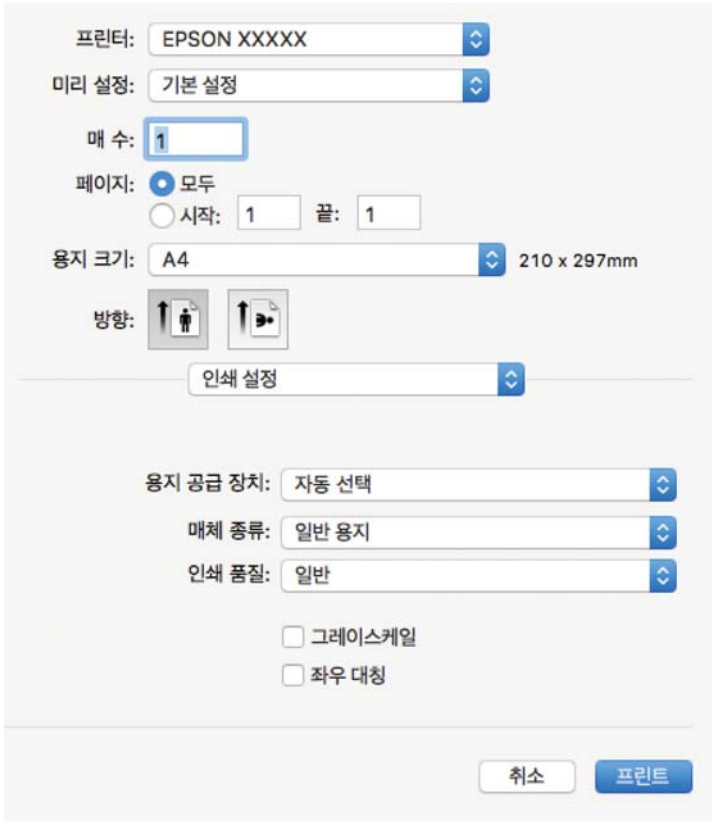 프린터: EPSON XXXXX
미리 설정: 기본 설정
매 수: 1
페이지: 모두
시작: 1 끝: 1
용지 크기: A4 210 x 297mm
방향:
인쇄 설정
용지 공급 장치: 자동 선택
매체 종류: 일반 용지
인쇄 품질: 일반
그레이스케일
좌우 대칭
취소 프린트